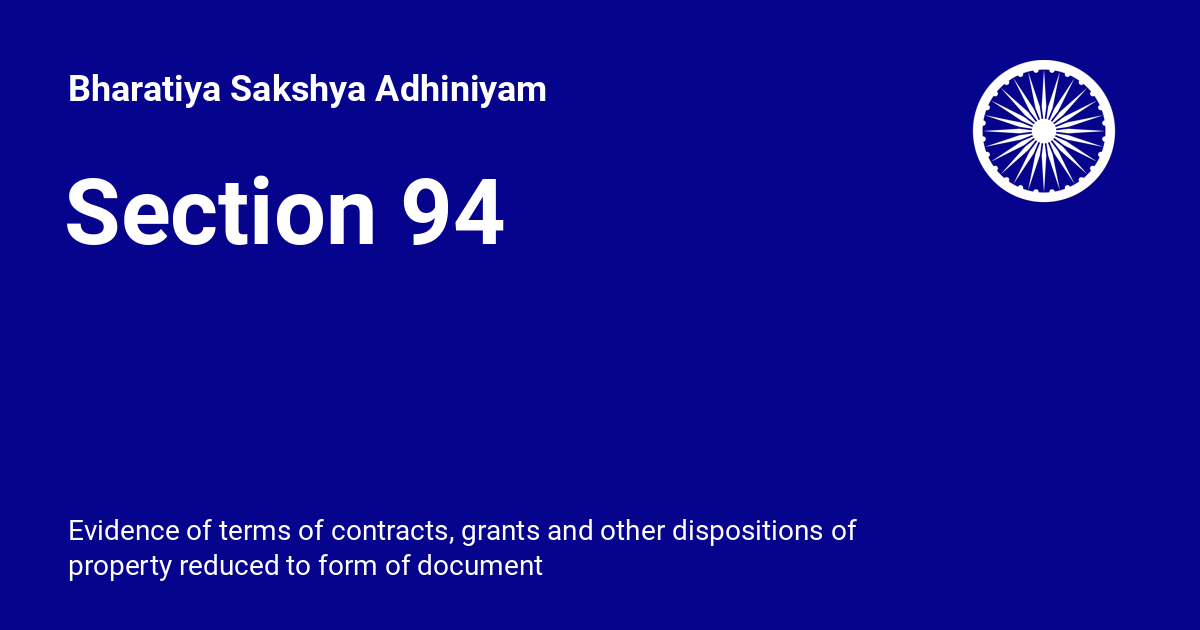 Bharatiya Sakshya Adhiniyam
Section 94
Evidence of terms of contracts, grants and other dispositions of
property reduced to form of document